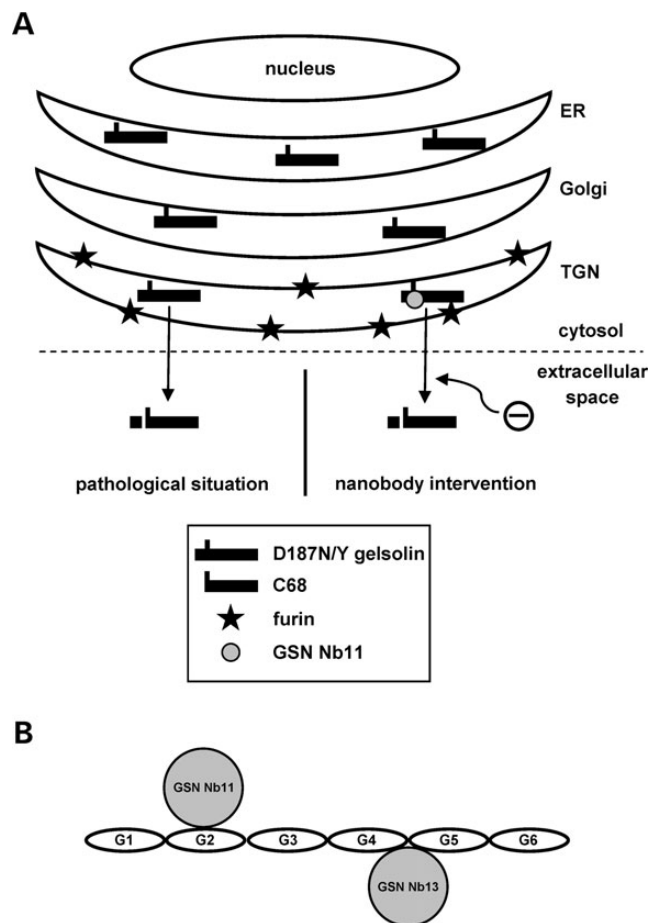 A
nucleus
ER
Golgi
TGN
cytosol
extracellular
space
pathological situation
nanobody intervention
D187N/Y gelsolin
C68
furin
GSN Nb11
B
GSN Nb11
G1 G2 G3 G4 G5 G6
GSN Nb13